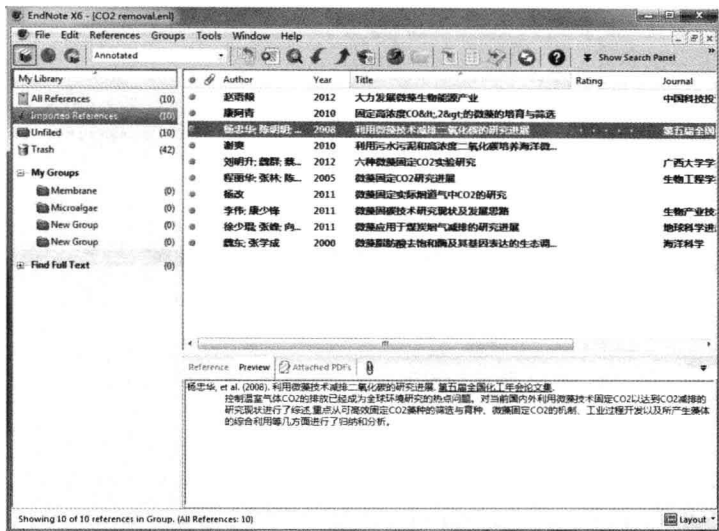 EndNote X6 - [CO2 removal.enl]
File Edit References Groups Tools Window Help
Annotated
Show Search Panel
My Library
All References (10)
Imported References (10)
Unfiled (10)
Trash (42)
My Groups
Membrane (0)
Microalgae (0)
New Group (0)
New Group (0)
Find Full Text (0)
Author Year Title Rating Journal
2012 大力发展微藻生物能源产业 中国科技投
康阿青 2010 固定高浓度CO&lt;,2&gt;的微藻的培育与筛选
杨忠华; 陈明明; 2008 利用微藻技术减排二氧化碳的研究进展 第五届全国
谢爽 2010 利用污水污泥和高浓度二氧化碳培养海洋微...
刘明升; 魏群; 2012 六种微藻固定CO2实验研究 广西大学学
程丽华; 张林; 陈... 2005 微藻固定CO2研究进展 生物工程学
杨改 2011 微藻固定实际烟道气中CO2的研究
李伟; 康少锋 2011 微藻固碳技术研究现状及发展思路 生物产业技
徐少琨; 张峰; 向... 2011 微藻应用于煤炭烟气减排的研究进展 地球科学进
魏东; 张学成 2000 微藻脂肪酸去饱和酶及其基因表达的生态调... 海洋科学
Reference Preview Attached PDFs
杨忠华, et al. (2008). 利用微藻技术减排二氧化碳的研究进展. 第五届全国化工年会论文集.
控制温室气体CO2的排放已经成为全球环境研究的热点问题。对当前国内外利用微藻技术固定CO2以达到CO2减排的
研究现状进行了综述,重点从可高效固定CO2藻种的筛选与育种、微藻固定CO2的机制、工业过程开发以及所产生藻体
的综合利用等几方面进行了归纳和分析。
Showing 10 of 10 references in Group. (All References: 10)
Layout